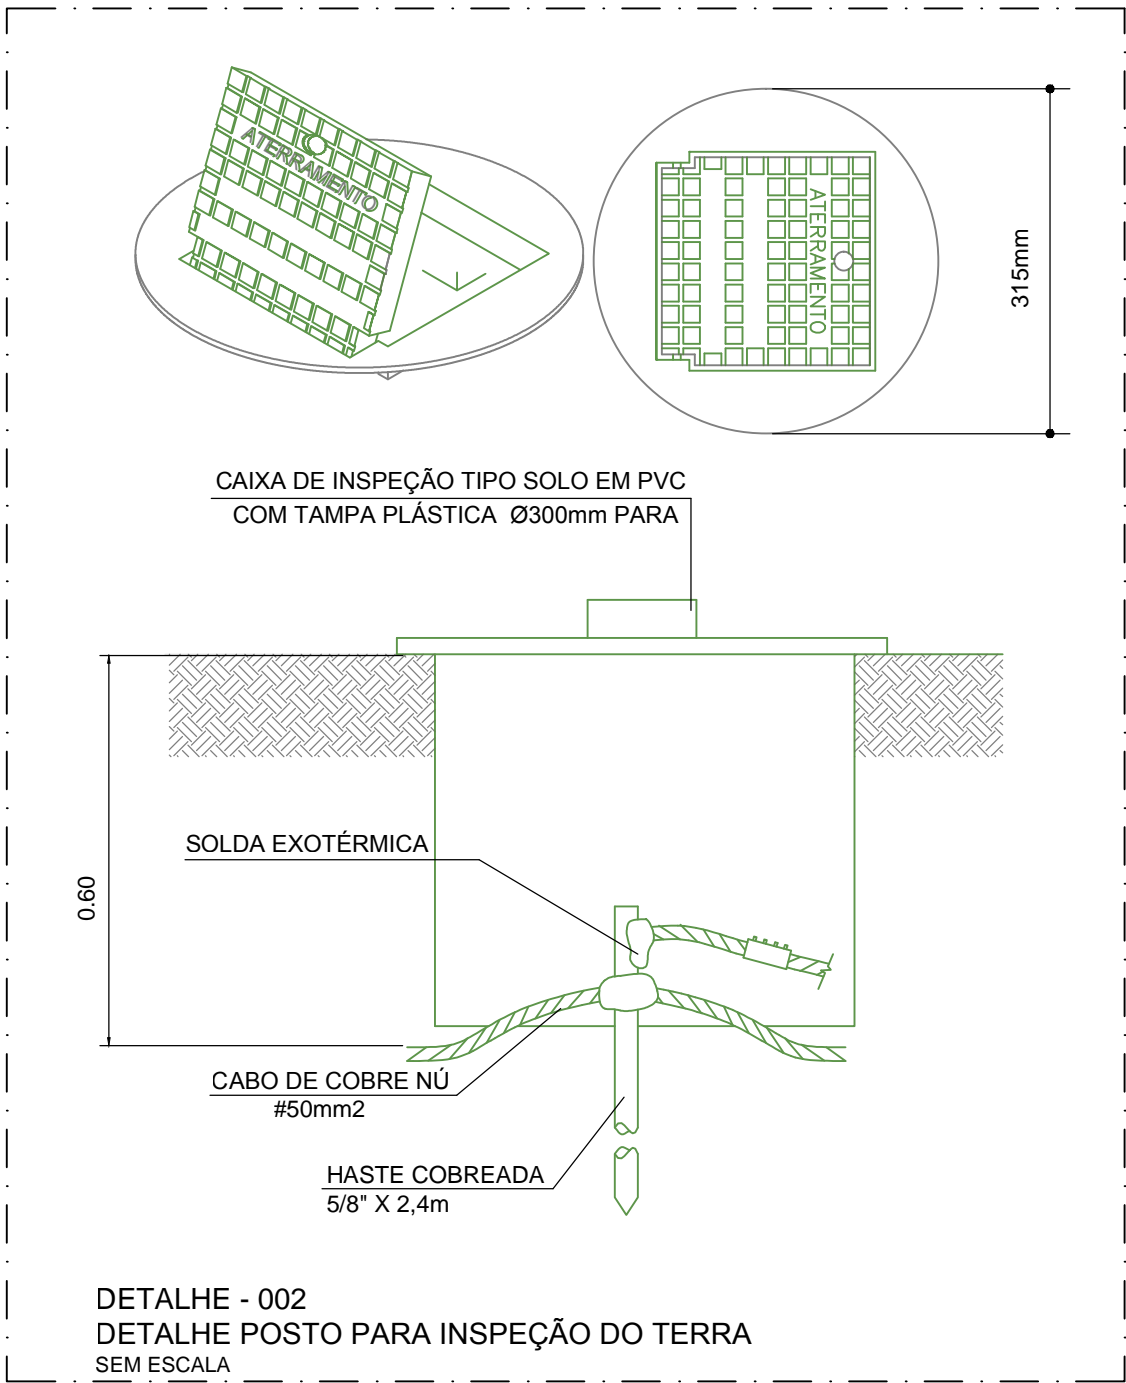 ATERRAMENTO
ATERRAMENTO
315mm
CAIXA DE INSPEÇÃO TIPO SOLO EM PVC
COM TAMPA PLÁSTICA Ø300mm PARA
SOLDA EXOTÉRMICA
0.60
CABO DE COBRE NÚ
#50mm2
HASTE COBREADA
5/8" X 2,4m
DETALHE - 002
DETALHE POSTO PARA INSPEÇÃO DO TERRA
SEM ESCALA